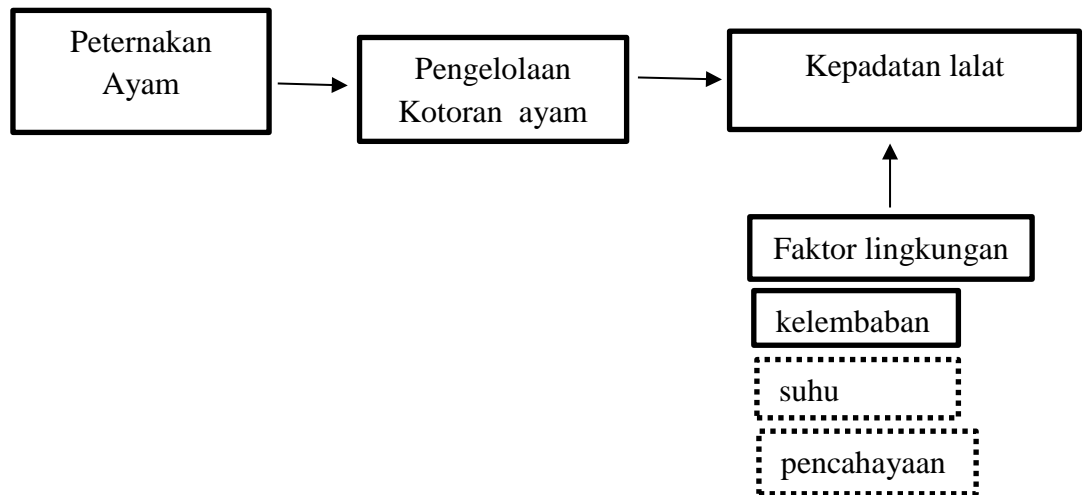 Peternakan
Ayam
Pengelolaan
Kotoran ayam
Kepadatan lalat
Faktor lingkungan
kelembaban
suhu
pencahayaan